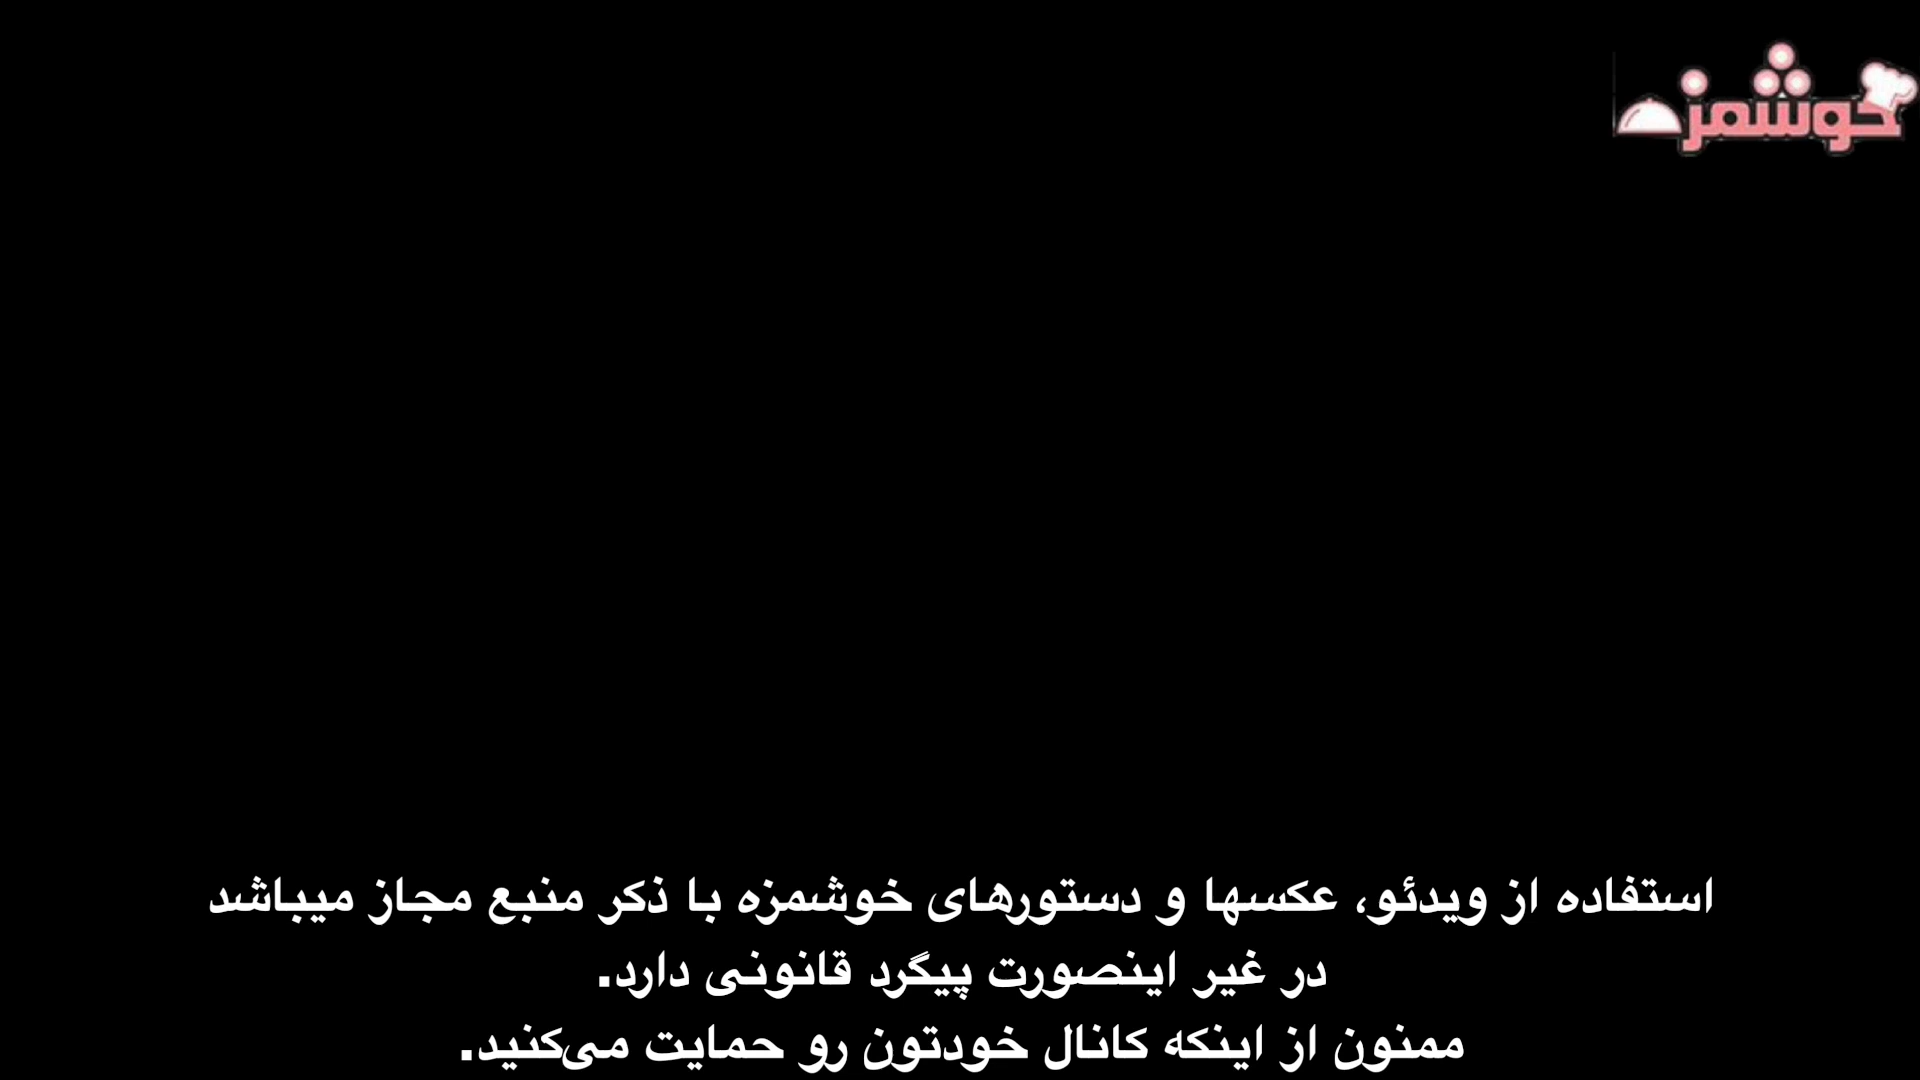 خوشمزه
استفاده از ویدئو، عکسها و دستورهای خوشمزه با ذکر منبع مجاز میباشد
در غیر اینصورت پیگرد قانونی دارد.
ممنون از اینکه کانال خودتون رو حمایت می‌کنید.